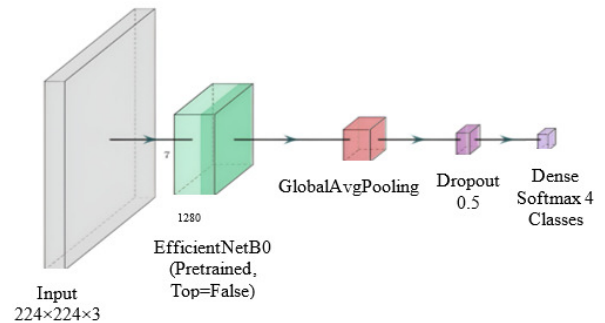 7
1280
Input
224×224×3
EfficientNetB0
(Pretrained,
Top=False)
GlobalAvgPooling
Dropout
0.5
Dense
Softmax 4
Classes